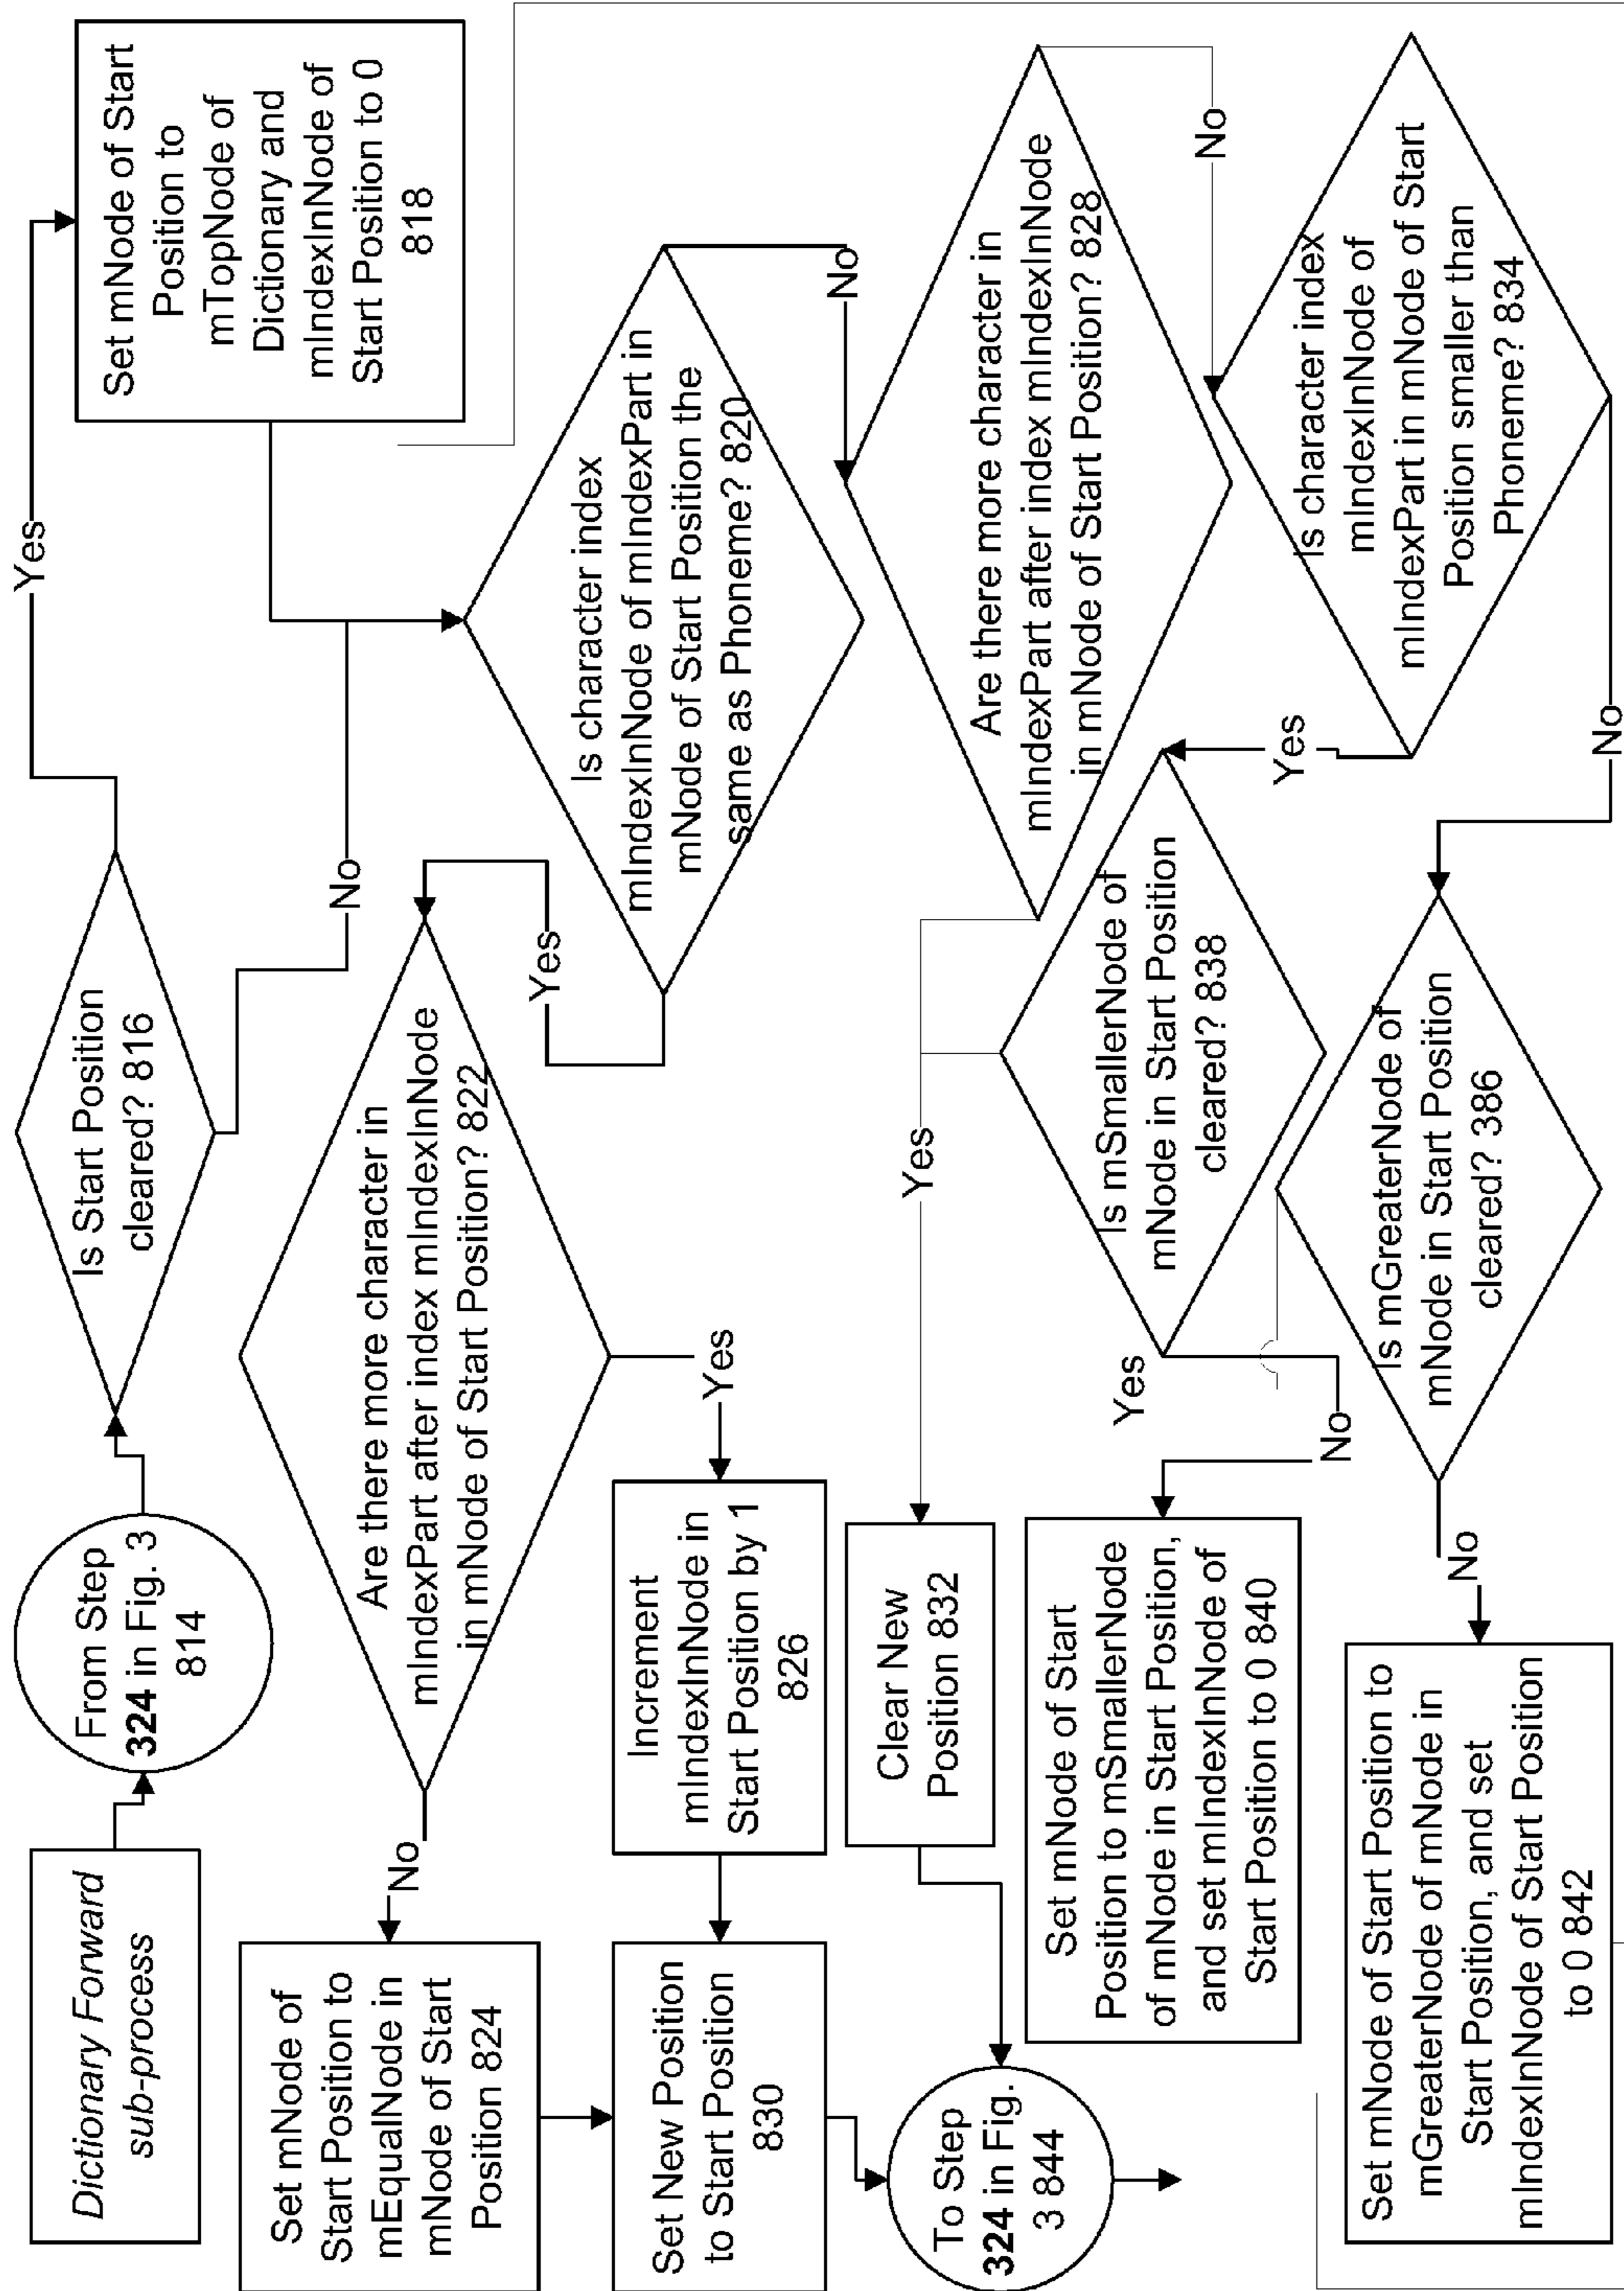 Dictionary Forward
sub-process
From Step
324 in Fig. 3
814
Is Start Position
cleared? 816
Yes
No
Set mNode of Start
Position to
mTopNode of
Dictionary and
mIndexInNode of
Start Position to 0
818
Is character index
mIndexInNode of mIndexPart in
mNode of Start Position the
same as Phoneme? 820
Yes
No
Are there more character in
mIndexPart after index mIndexInNode
in mNode of Start Position? 822
No
Yes
Set mNode of
Start Position to
mEqualNode in
mNode of Start
Position 824
Increment
mIndexInNode in
Start Position by 1
826
Set New Position
to Start Position
830
Are there more character in
mIndexPart after index mIndexInNode
in mNode of Start Position? 828
Yes
No
Clear New
Position 832
To Step
324 in Fig.
3 844
Is character index
mIndexInNode of
mIndexPart in mNode of Start
Position smaller than
Phoneme? 834
Yes
No
Is mSmallerNode of
mNode in Start Position
cleared? 838
Yes
No
Set mNode of Start
Position to mSmallerNode
of mNode in Start Position,
and set mIndexInNode of
Start Position to 0 840
Is mGreaterNode of
mNode in Start Position
cleared? 386
No
Set mNode of Start Position to
mGreaterNode of mNode in
Start Position, and set
mIndexInNode of Start Position
to 0 842